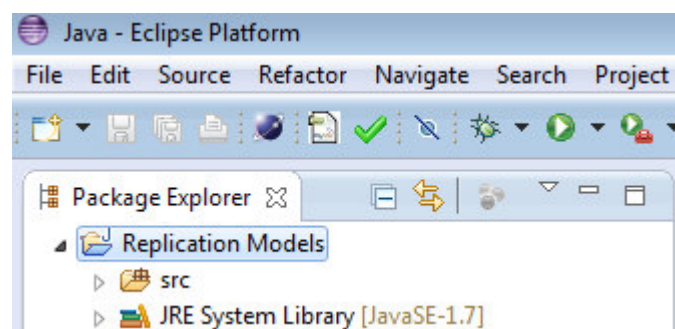 Java - Eclipse Platform
File Edit Source Refactor Navigate Search Project
Package Explorer
Replication Models
src
JRE System Library [JavaSE-1.7]